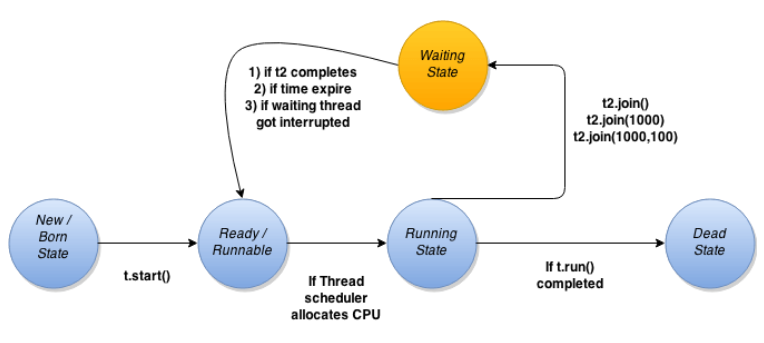 Waiting
State
1) if t2 completes
2) if time expire
3) if waiting thread
got interrupted
t2.join()
t2.join(1000)
t2.join(1000,100)
New /
Born
State
t.start()
Ready /
Runnable
If Thread
scheduler
allocates CPU
Running
State
If t.run()
completed
Dead
State